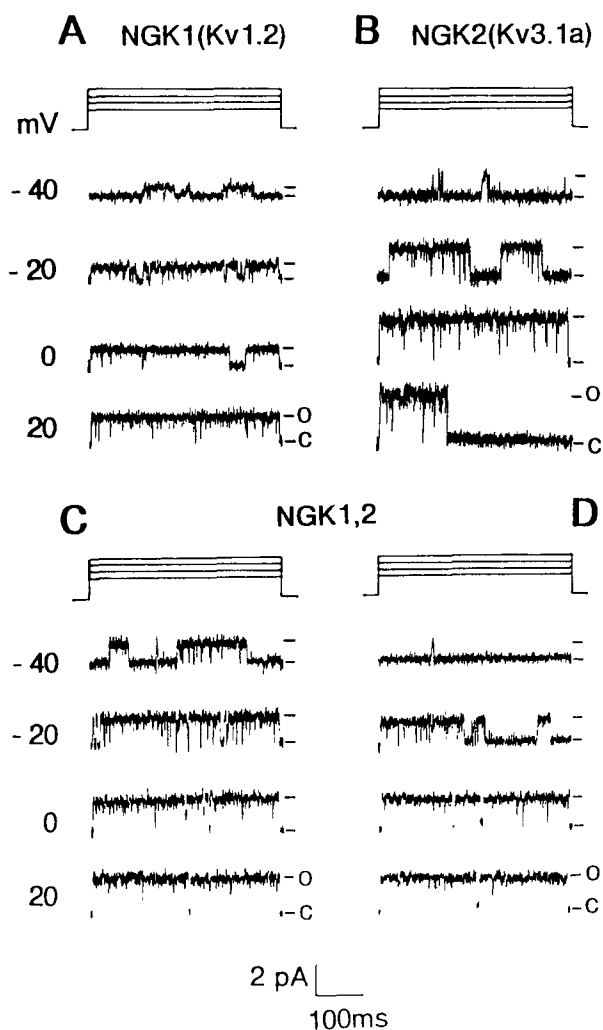 A NGK1(Kv1.2)
B NGK2(Kv3.1a)
mV
- 40
- 20
0
20
O
C
O
C
C NGK1,2 D
- 40
- 20
0
20
O
C
O
C
2 pA
100ms